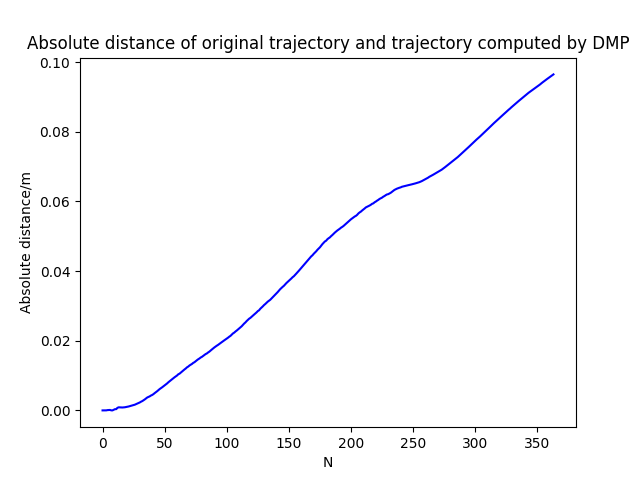 Absolute distance of original trajectory and trajectory computed by DMP
0.10
0.08
0.06
0.04
0.02
0.00
Absolute distance/m
0 50 100 150 200 250 300 350
N